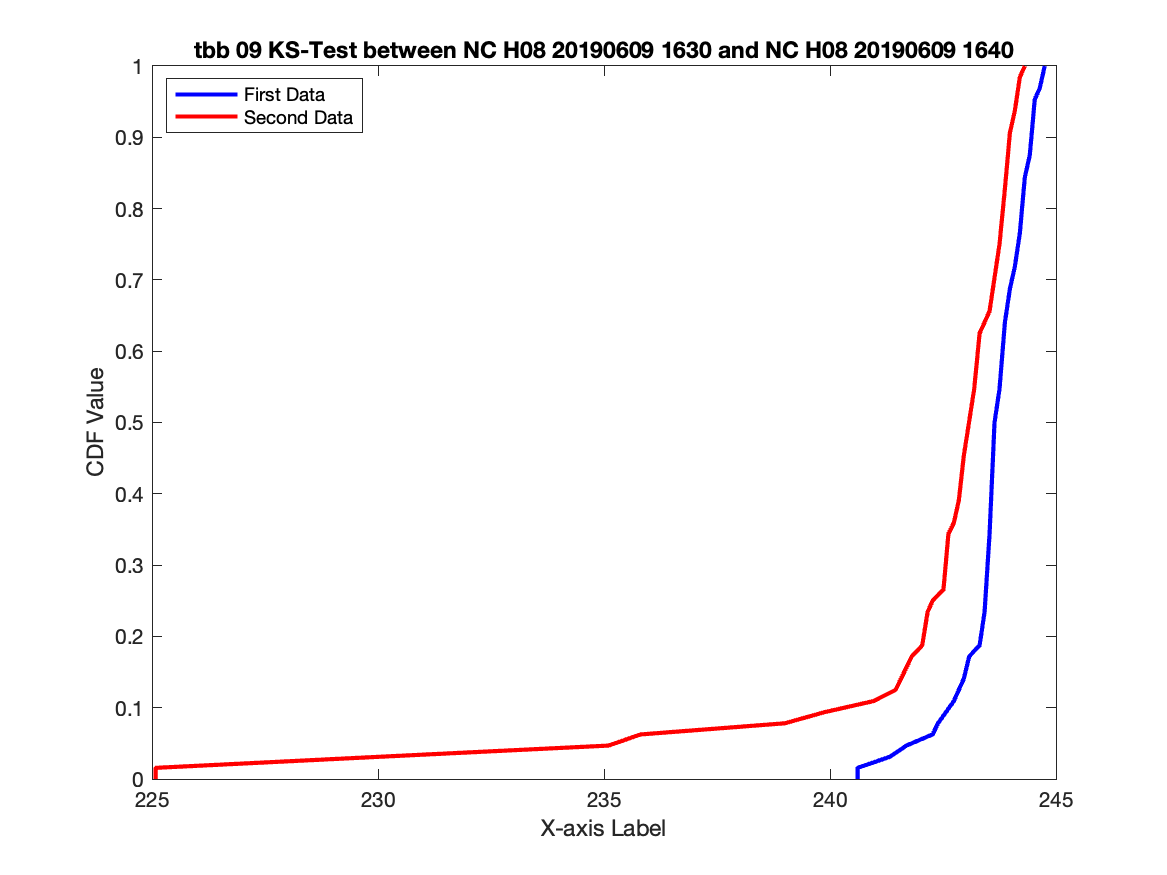 tbb 09 KS-Test between NC H08 20190609 1630 and NC H08 20190609 1640
First Data
Second Data
1
0.9
0.8
0.7
0.6
0.5
0.4
0.3
0.2
0.1
0
CDF Value
225 230 235 240 245
X-axis Label